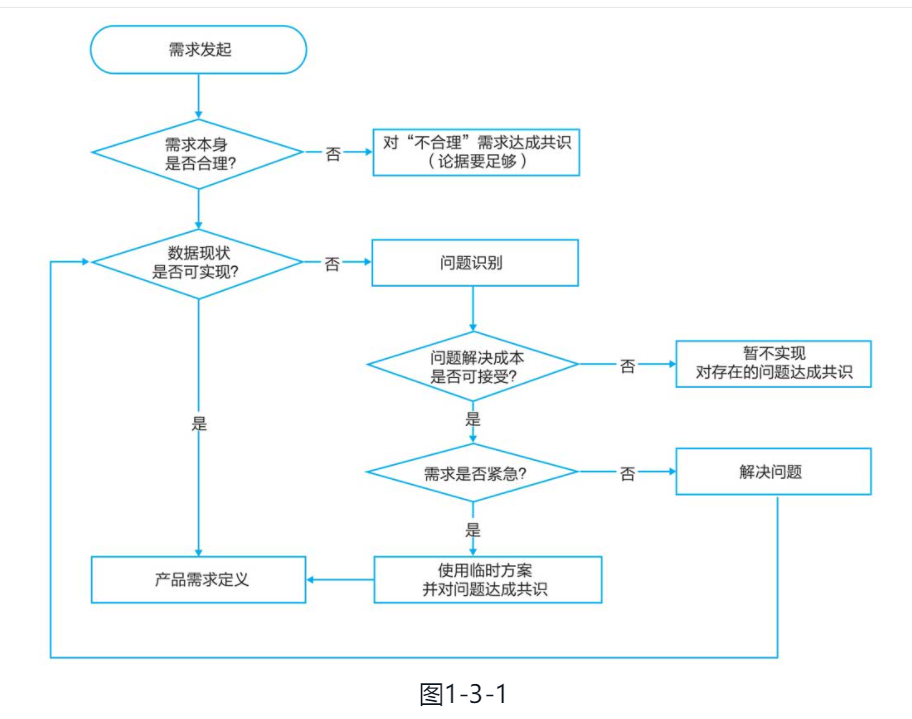 需求发起
需求本身
是否合理?
否
对“不合理”需求达成共识
（论据要足够）
数据现状
是否可实现?
否
问题识别
问题解决成本
是否可接受?
否
暂不实现
对存在的问题达成共识
是
是
需求是否紧急?
否
解决问题
是
产品需求定义
使用临时方案
并对问题达成共识
图1-3-1